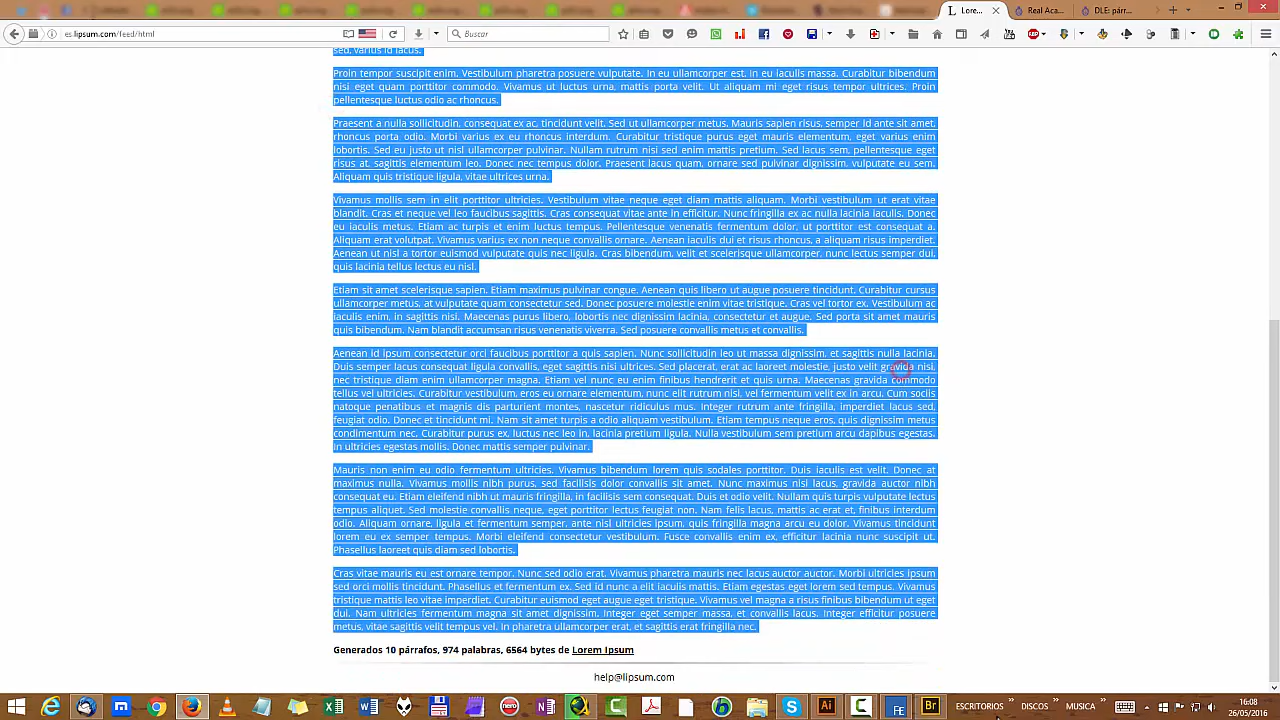 Lore...
Real Aca
DLE: párr...
es.lipsum.com/feed/html
Buscar
sed, varius id lacus.
Proin tempor suscipit enim. Vestibulum pharetra posuere vulputate. In eu ullamcorper est. In eu iaculis massa. Curabitur bibendum
nisi eget quam porttitor commodo. Vivamus ut luctus urna, mattis porta velit. Ut aliquam mi eget risus tempor ultrices. Proin
pellentesque luctus odio ac rhoncus.
Praesent a nulla sollicitudin, consequat ex ac, tincidunt velit. Sed ut ullamcorper metus. Mauris sapien risus, semper id ante sit amet,
rhoncus porta odio. Morbi varius ex eu rhoncus interdum. Curabitur tristique purus eget mauris elementum, eget varius enim
lobortis. Sed eu justo ut nisl ullamcorper pulvinar. Nullam rutrum nisl sed enim mattis pretium. Sed lacus sem, pellentesque eget
risus at, sagittis elementum leo. Donec nec tempus dolor. Praesent lacus quam, ornare sed pulvinar dignissim, vulputate eu sem.
Aliquam quis tristique ligula, vitae ultrices urna.
Vivamus mollis sem in elit porttitor ultricies. Vestibulum vitae neque eget diam mattis aliquam. Morbi vestibulum ut erat vitae
blandit. Cras et neque vel leo faucibus sagittis. Cras consequat vitae ante in efficitur. Nunc fringilla ex ac nulla lacinia iaculis. Donec
eu iaculis metus. Etiam ac turpis et enim luctus tempus. Pellentesque venenatis fermentum dolor, ut porttitor est consequat a.
Aliquam erat volutpat. Vivamus varius ex non neque convallis ornare. Aenean iaculis dui et risus rhoncus, a aliquam risus imperdiet.
Aenean ut nisl a tortor euismod vulputate quis nec ligula. Cras bibendum, velit et scelerisque ullamcorper, nunc lectus semper dui,
quis lacinia tellus lectus eu nisl.
Etiam sit amet scelerisque sapien. Etiam maximus pulvinar congue. Aenean quis libero ut augue posuere tincidunt. Curabitur cursus
ullamcorper metus, at vulputate quam consectetur sed. Donec posuere molestie enim vitae tristique. Cras vel tortor ex. Vestibulum ac
iaculis enim, in sagittis nisi. Maecenas purus libero, lobortis nec dignissim lacinia, consectetur et augue. Sed porta sit amet mauris
quis bibendum. Nam blandit accumsan risus venenatis viverra. Sed posuere convallis metus et convallis.
Aenean id ipsum consectetur orci faucibus porttitor a quis sapien. Nunc sollicitudin leo ut massa dignissim, et sagittis nulla lacinia.
Duis semper lacus consequat ligula convallis, eget sagittis nisi ultrices. Sed placerat, erat ac laoreet molestie, justo velit gravida nisi,
nec tristique diam enim ullamcorper magna. Etiam vel nunc eu enim finibus hendrerit et quis urna. Maecenas gravida commodo
tellus vel ultricies. Curabitur vestibulum, eros eu ornare elementum, nunc elit rutrum nisl, vel fermentum velit ex in arcu. Cum sociis
natoque penatibus et magnis dis parturient montes, nascetur ridiculus mus. Integer rutrum ante fringilla, imperdiet lacus sed,
feugiat odio. Donec et tincidunt mi. Nam sit amet turpis a odio aliquam vestibulum. Etiam tempus neque eros, quis dignissim metus
condimentum nec. Curabitur purus ex, luctus nec leo in, lacinia pretium ligula. Nulla vestibulum sem pretium arcu dapibus egestas.
In ultricies egestas mollis. Donec mattis semper pulvinar.
Mauris non enim eu odio fermentum ultricies. Vivamus bibendum lorem quis sodales porttitor. Duis iaculis est velit. Donec at
maximus nulla. Vivamus mollis nibh purus, sed facilisis dolor convallis sit amet. Nunc maximus nisi lacus, gravida auctor nibh
consequat eu. Etiam eleifend nibh ut mauris fringilla, in facilisis sem consequat. Duis et odio velit. Nullam quis turpis vulputate lectus
tempus aliquet. Sed molestie convallis neque, eget porttitor lectus feugiat non. Nam felis lacus, mattis ac erat et, finibus interdum
odio. Aliquam ornare, ligula et fermentum semper, ante nisl ultricies ipsum, quis fringilla magna arcu eu dolor. Vivamus tincidunt
lorem eu ex semper tempus. Morbi eleifend consectetur vestibulum. Fusce convallis enim ex, efficitur lacinia nunc suscipit ut.
Phasellus laoreet quis diam sed lobortis.
Cras vitae mauris eu est ornare tempor. Nunc sed odio erat. Vivamus pharetra mauris nec lacus auctor auctor. Morbi ultricies ipsum
sed orci mollis tincidunt. Phasellus et fermentum ex. Sed id nunc a elit iaculis mattis. Etiam egestas eget lorem sed tempus. Vivamus
tristique mattis leo vitae imperdiet. Curabitur euismod eget augue eget tristique. Vivamus vel magna a risus finibus bibendum ut eget
dui. Nam ultricies fermentum magna sit amet dignissim. Integer eget semper massa, et convallis lacus. Integer efficitur posuere
metus, vitae sagittis velit tempus vel. In pharetra ullamcorper erat, et sagittis erat fringilla nec.
Generados 10 párrafos, 974 palabras, 6564 bytes de Lorem Ipsum
help@lipsum.com
ESCRITORIOS
DISCOS
MUSICA
16:08
26/05/2016